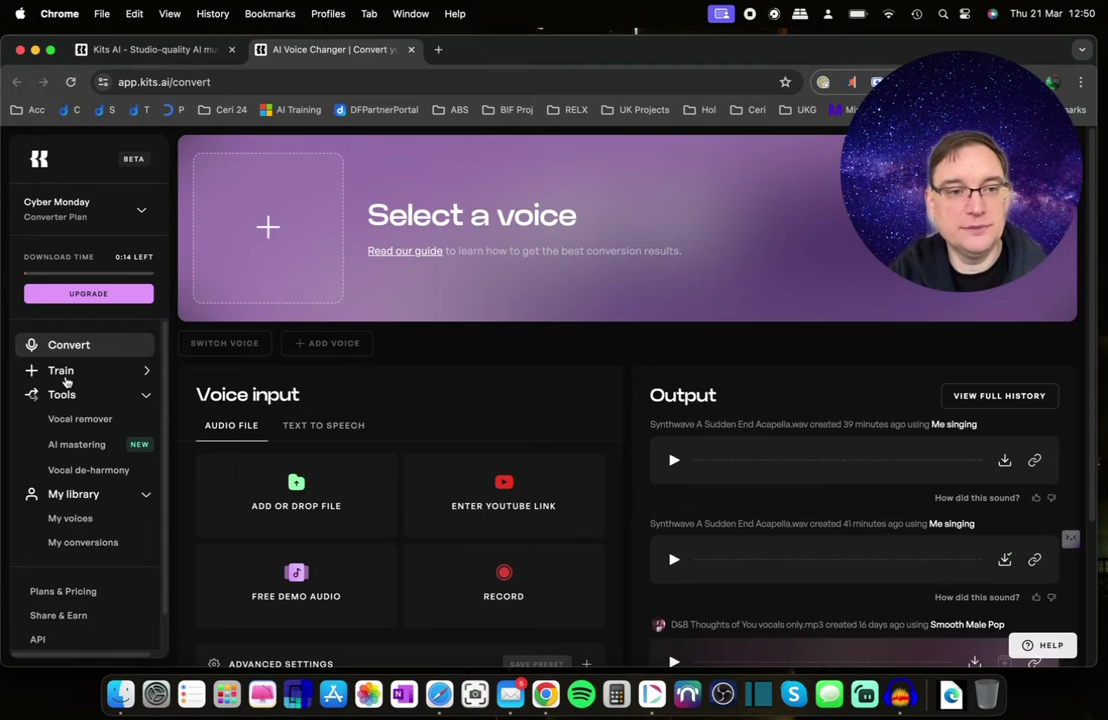 Chrome File Edit View History Bookmarks Profiles Tab Window Help Thu 21 Mar 12:50
Kits AI - Studio-quality AI mu
AI Voice Changer | Convert y
app.kits.ai/convert
Acc C S T P Ceri 24 AI Training DFPartnerPortal ABS BIF Proj RELX UK Projects Hol Ceri UKG
BETA
Cyber Monday
Converter Plan
DOWNLOAD TIME 0:14 LEFT
UPGRADE
Convert
Train
Tools
Vocal remover
AI mastering NEW
Vocal de-harmony
My library
My voices
My conversions
Plans & Pricing
Share & Earn
API
Select a voice
Read our guide to learn how to get the best conversion results.
SWITCH VOICE
ADD VOICE
Voice input
AUDIO FILE TEXT TO SPEECH
ADD OR DROP FILE
ENTER YOUTUBE LINK
FREE DEMO AUDIO
RECORD
ADVANCED SETTINGS
SAVE PRESET
Output
VIEW FULL HISTORY
Synthwave A Sudden End Acapella.wav created 39 minutes ago using Me singing
How did this sound?
Synthwave A Sudden End Acapella.wav created 41 minutes ago using Me singing
How did this sound?
D&B Thoughts of You vocals only.mp3 created 16 days ago using Smooth Male Pop
HELP
5